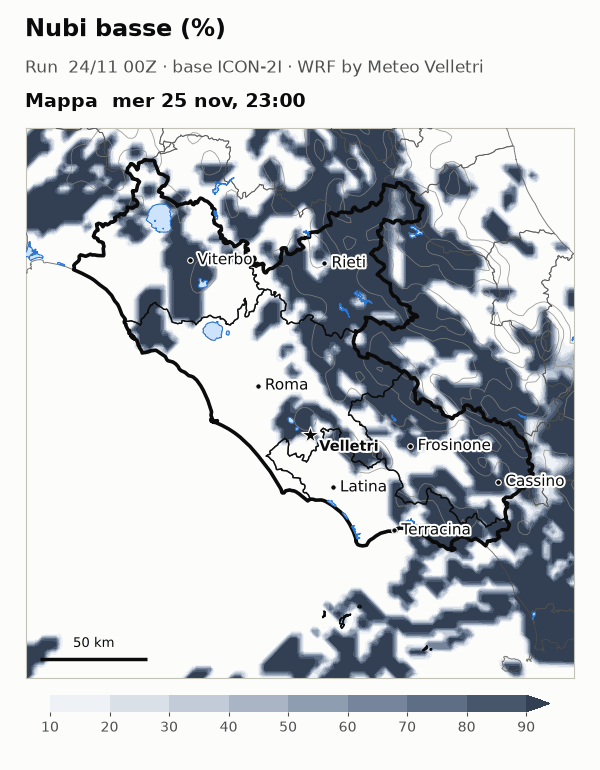 Nubi basse (%)
Run  24/11 00Z · base ICON-2I · WRF by Meteo Velletri
Mappa  mer 25 nov, 23:00
Viterbo
Rieti
Roma
Velletri
Frosinone
Cassino
Latina
Terracina
50 km
10 20 30 40 50 60 70 80 90